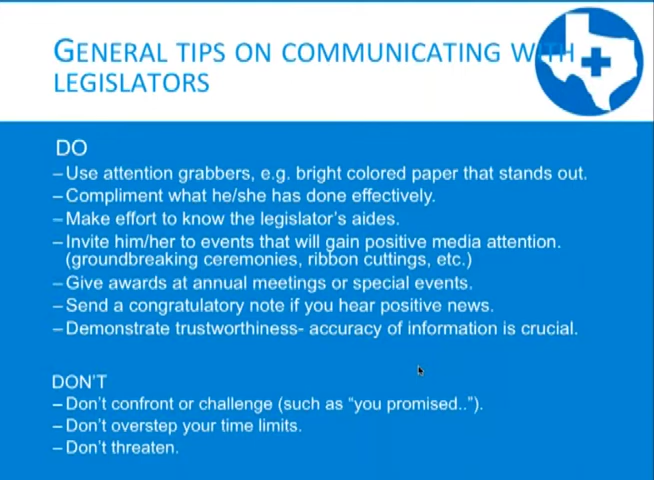 GENERAL TIPS ON COMMUNICATING WITH
LEGISLATORS
DO
–Use attention grabbers, e.g. bright colored paper that stands out.
–Compliment what he/she has done effectively.
–Make effort to know the legislator's aides.
–Invite him/her to events that will gain positive media attention.
(groundbreaking ceremonies, ribbon cuttings, etc.)
–Give awards at annual meetings or special events.
–Send a congratulatory note if you hear positive news.
–Demonstrate trustworthiness- accuracy of information is crucial.
DON'T
–Don't confront or challenge (such as "you promised..").
–Don't overstep your time limits.
–Don't threaten.